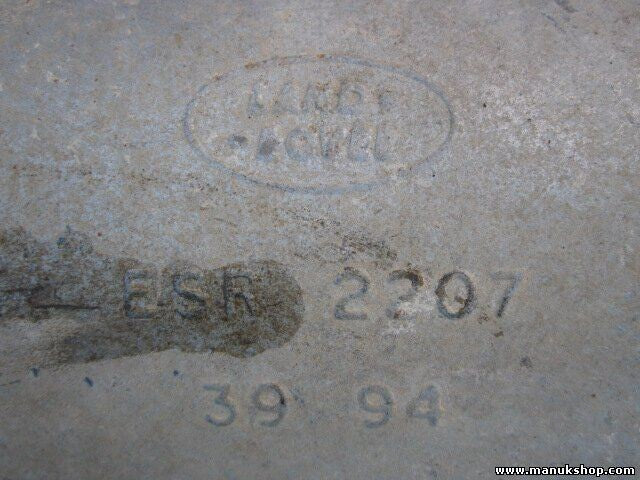 LAND
ROVER
ESR 2207
39 94
www.manukshop.com